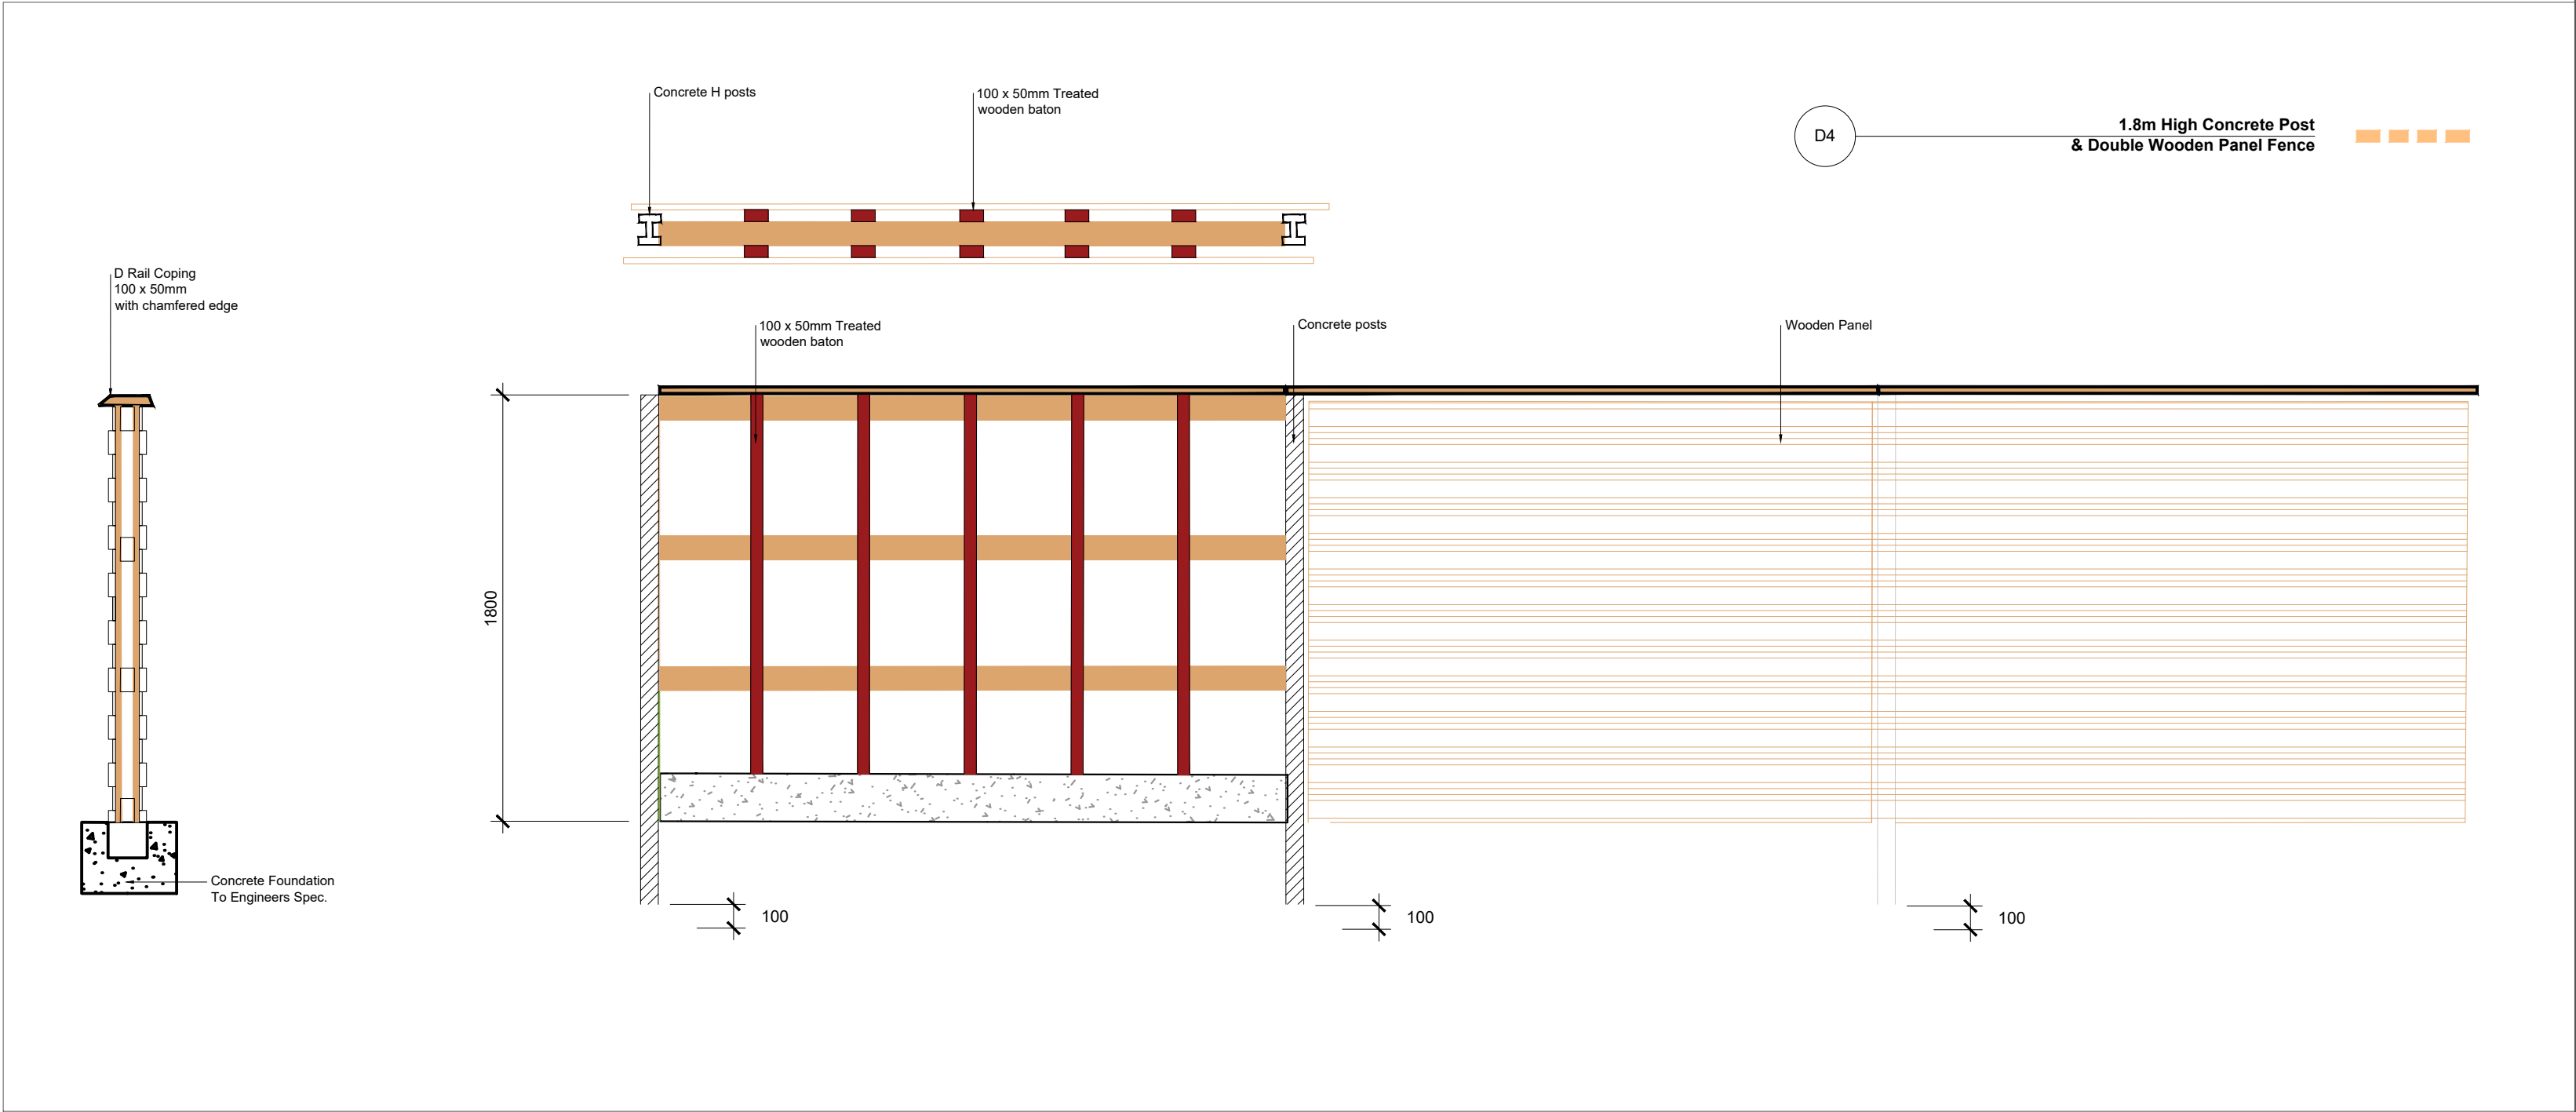 Concrete H posts
100 x 50mm Treated
wooden baton
D4
1.8m High Concrete Post
& Double Wooden Panel Fence
D Rail Coping
100 x 50mm
with chamfered edge
100 x 50mm Treated
wooden baton
Concrete posts
Wooden Panel
1800
Concrete Foundation
To Engineers Spec.
100
100
100